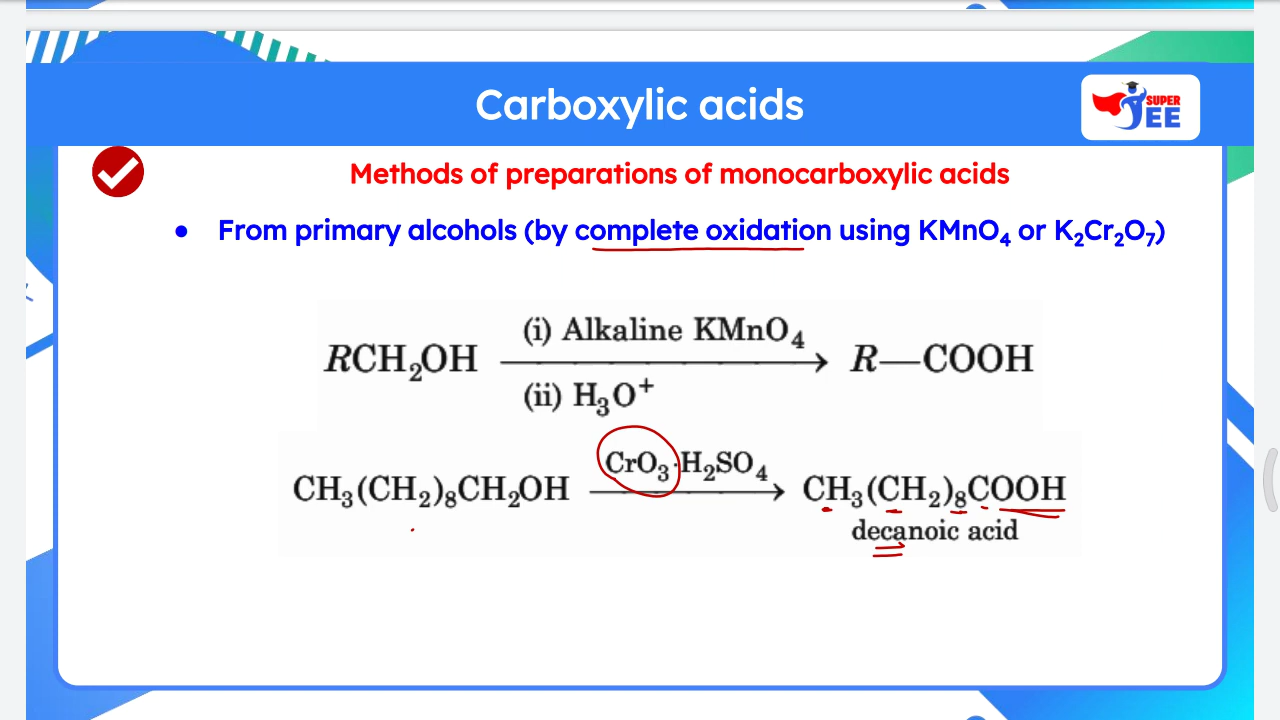 Carboxylic acids
SUPER
JEE
Methods of preparations of monocarboxylic acids
• From primary alcohols (by complete oxidation using KMnO₄ or K₂Cr₂O₇)
(i) Alkaline KMnO₄
RCH₂OH ⟶ R—COOH
(ii) H₃O⁺
CrO₃·H₂SO₄
CH₃(CH₂)₈CH₂OH ⟶ CH₃(CH₂)₈COOH
decanoic acid